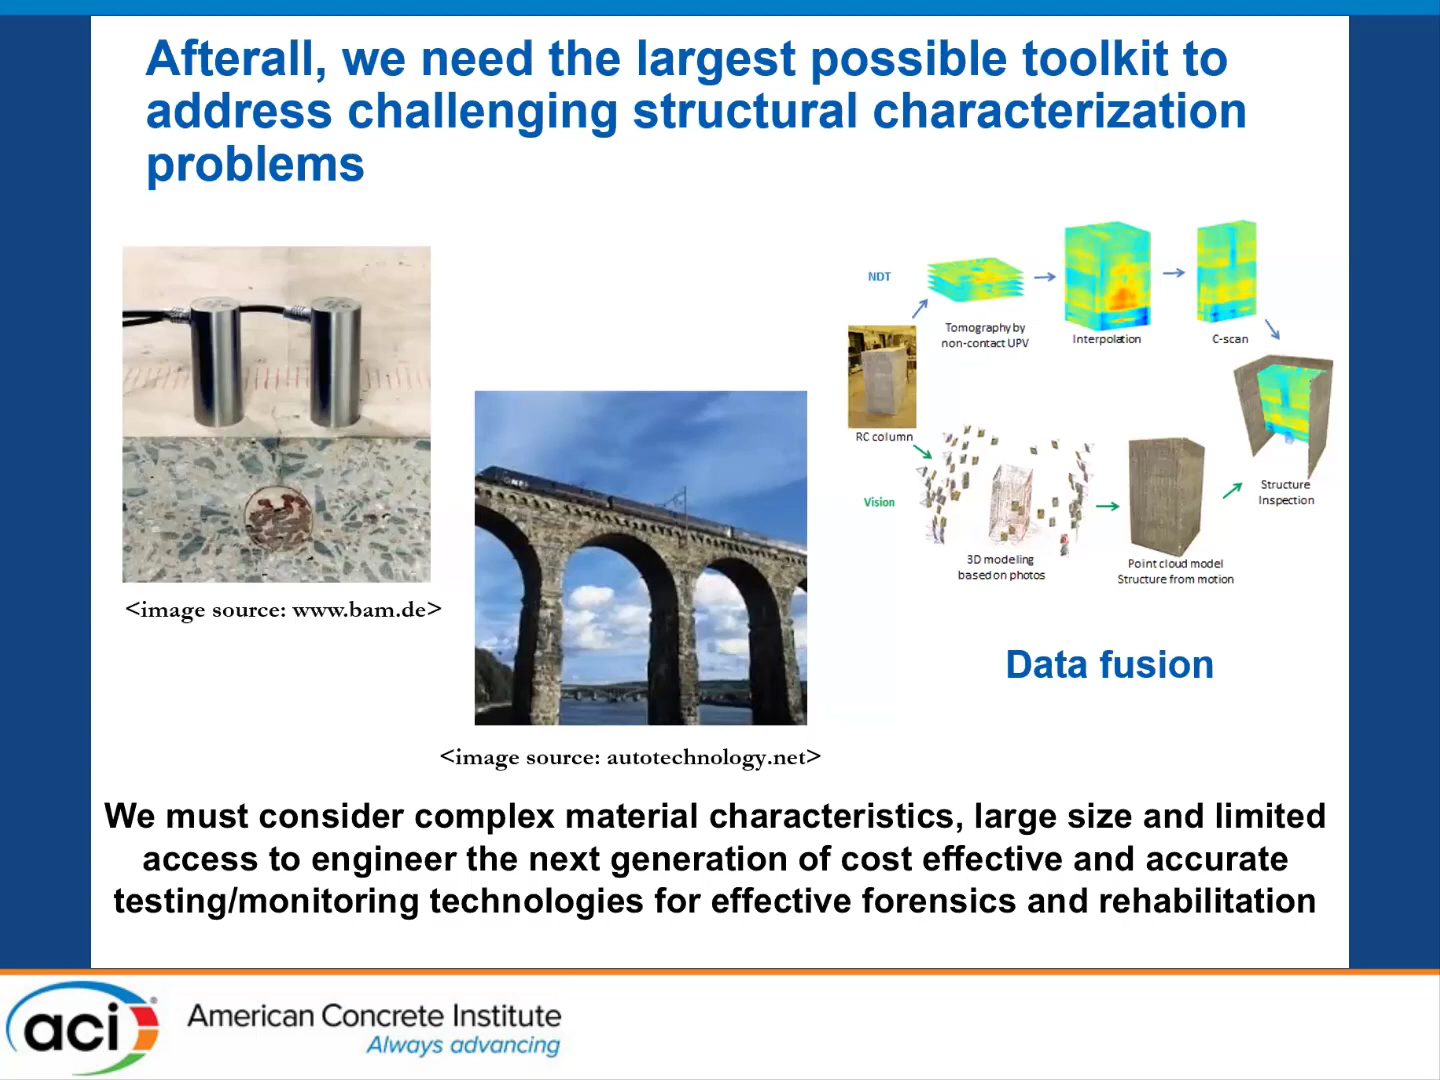 Afterall, we need the largest possible toolkit to
address challenging structural characterization
problems
NDT
Tomography by
non-contact UPV
Interpolation
C-scan
RC column
Vision
3D modeling
based on photos
Point cloud model
Structure from motion
Structure
Inspection
<image source: www.bam.de>
Data fusion
<image source: autotechnology.net>
We must consider complex material characteristics, large size and limited
access to engineer the next generation of cost effective and accurate
testing/monitoring technologies for effective forensics and rehabilitation
aci®
American Concrete Institute
Always advancing